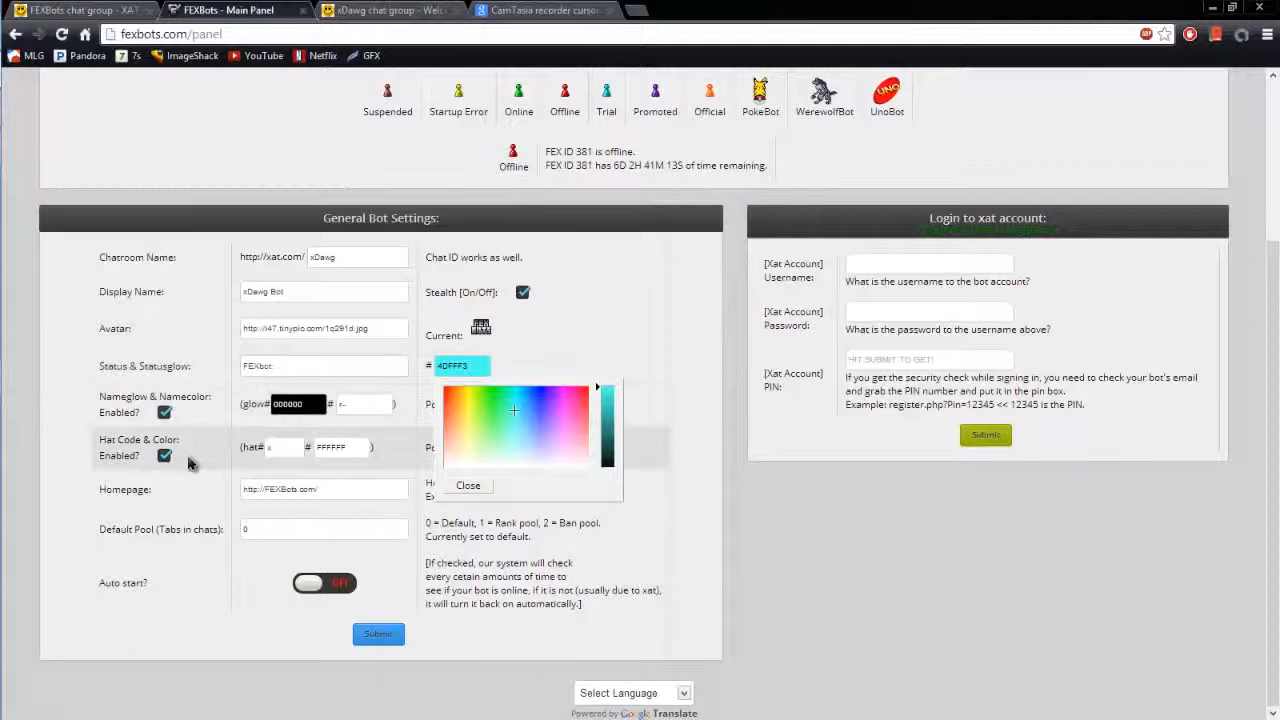 FEXBots chat group - XAT
FEXBots - Main Panel
xDawg chat group - Welc
CamTasia recorder curso
fexbots.com/panel
MLG
Pandora
7s
ImageShack
YouTube
Netflix
GFX
Suspended
Startup Error
Online
Offline
Trial
Promoted
Official
PokeBot
WerewolfBot
UnoBot
UNO
Offline
FEX ID 381 is offline.
FEX ID 381 has 6D 2H 41M 13S of time remaining.
General Bot Settings:
Chatroom Name:
http://xat.com/
xDawg
Chat ID works as well.
Display Name:
xDawg Bot
Stealth [On/Off]:
Avatar:
http://i47.tinypic.com/1q291d.jpg
Current:
Status & Statusglow:
FEXbot:
#
4DFFF3
Nameglow & Namecolor:
Enabled?
(glow#
000000
#
r-
)
Po
Hat Code & Color:
Enabled?
(hat#
x
#
FFFFFF
)
Po
Close
Homepage:
http://FEXBots.com/
Default Pool (Tabs in chats):
0
0 = Default, 1 = Rank pool, 2 = Ban pool.
Currently set to default.
Auto start?
Off
[If checked, our system will check
every cetain amounts of time to
see if your bot is online, if it is not (usually due to xat),
it will turn it back on automatically.]
Submit
Login to xat account:
[Xat Account]
Username:
What is the username to the bot account?
[Xat Account]
Password:
What is the password to the username above?
[Xat Account]
PIN:
HIT SUBMIT TO GET!
If you get the security check while signing in, you need to check your bot's email
and grab the PIN number and put it in the pin box.
Example: register.php?Pin=12345 << 12345 is the PIN.
Submit
Select Language
Powered by Google Translate